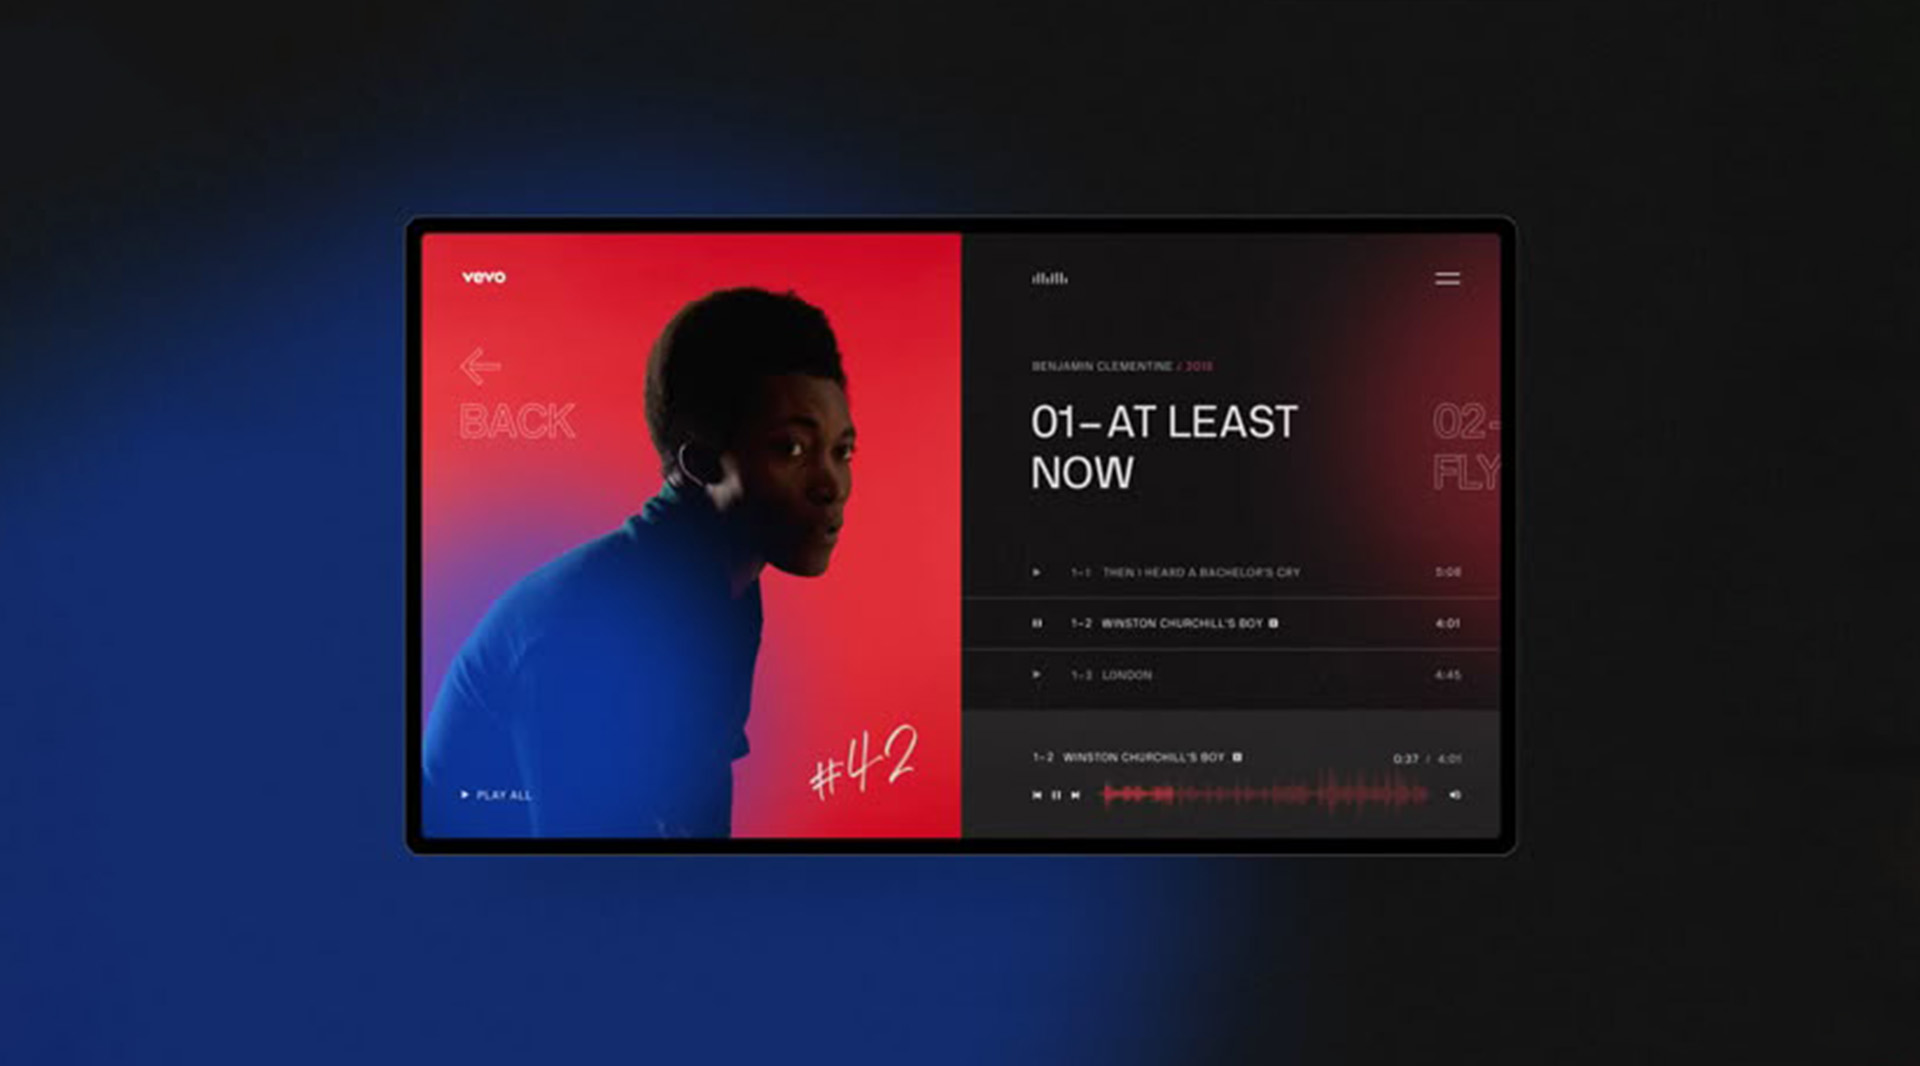 vevo
BACK
#42
PLAY ALL
BENJAMIN CLEMENTINE / 2015
01–AT LEAST
NOW
02–
FLY
1–1 THEN I HEARD A BACHELOR'S CRY 5:08
1–2 WINSTON CHURCHILL'S BOY E 4:01
1–3 LONDON 4:45
1–2 WINSTON CHURCHILL'S BOY E 0:37 / 4:01